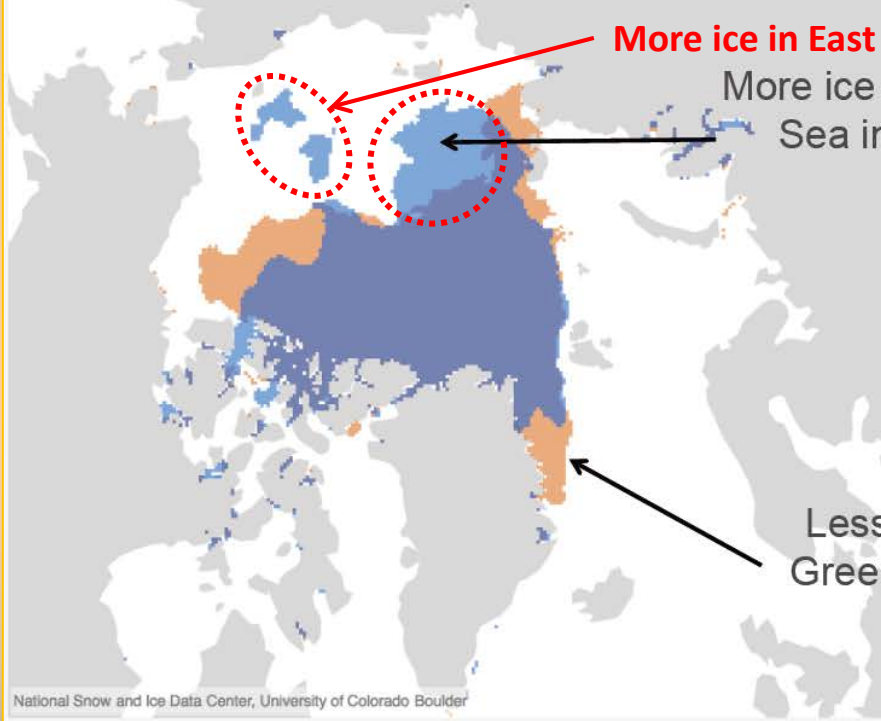 More ice in East
More ice
Sea in
Less
Gree
National Snow and Ice Data Center, University of Colorado Boulder